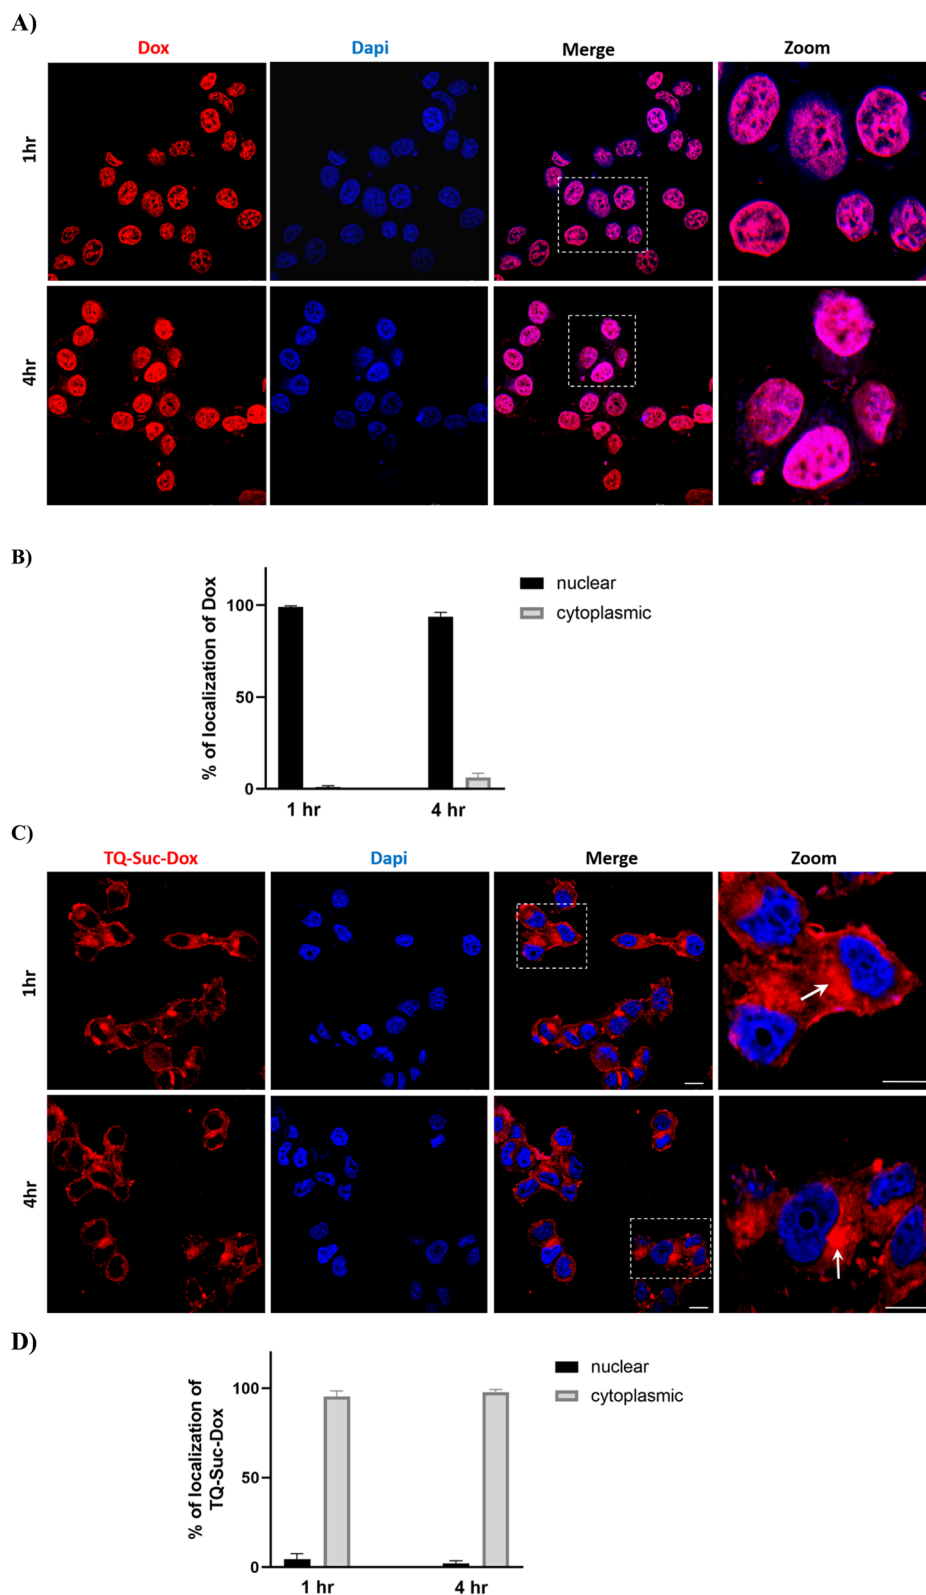 A)
Dox Dapi Merge Zoom
1hr
4hr
B)
% of localization of Dox
100
50
0
1 hr 4 hr
nuclear
cytoplasmic
C)
TQ-Suc-Dox Dapi Merge Zoom
1hr
4hr
D)
% of localization of
TQ-Suc-Dox
100
50
0
1 hr 4 hr
nuclear
cytoplasmic